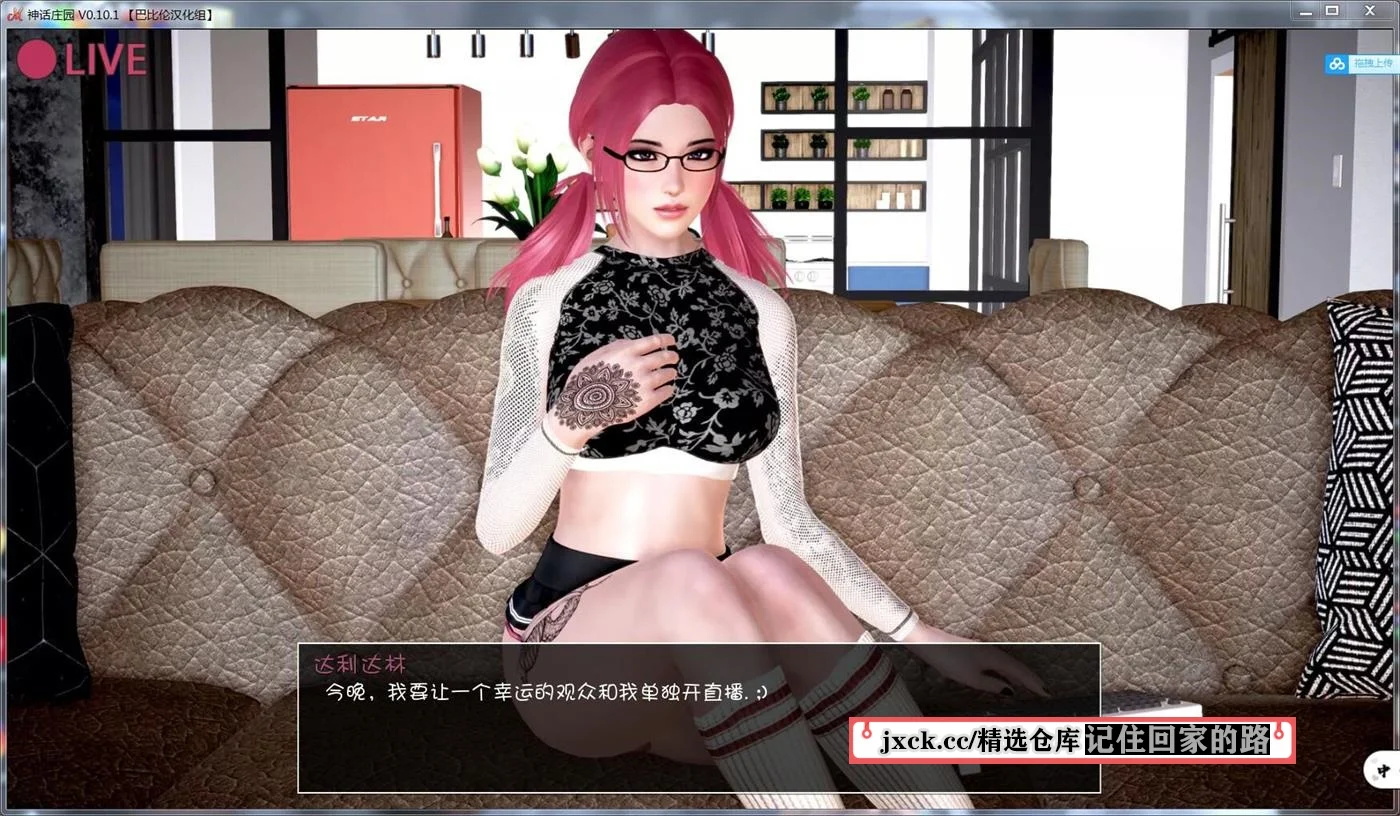 神话庄园 V0.10.1 【巴比伦汉化组】
LIVE
拖拽上传
STAR
达利达林
今晚，我要让一个幸运的观众和我单独开直播. ;)
jxck.cc/精选仓库 记住回家的路
中